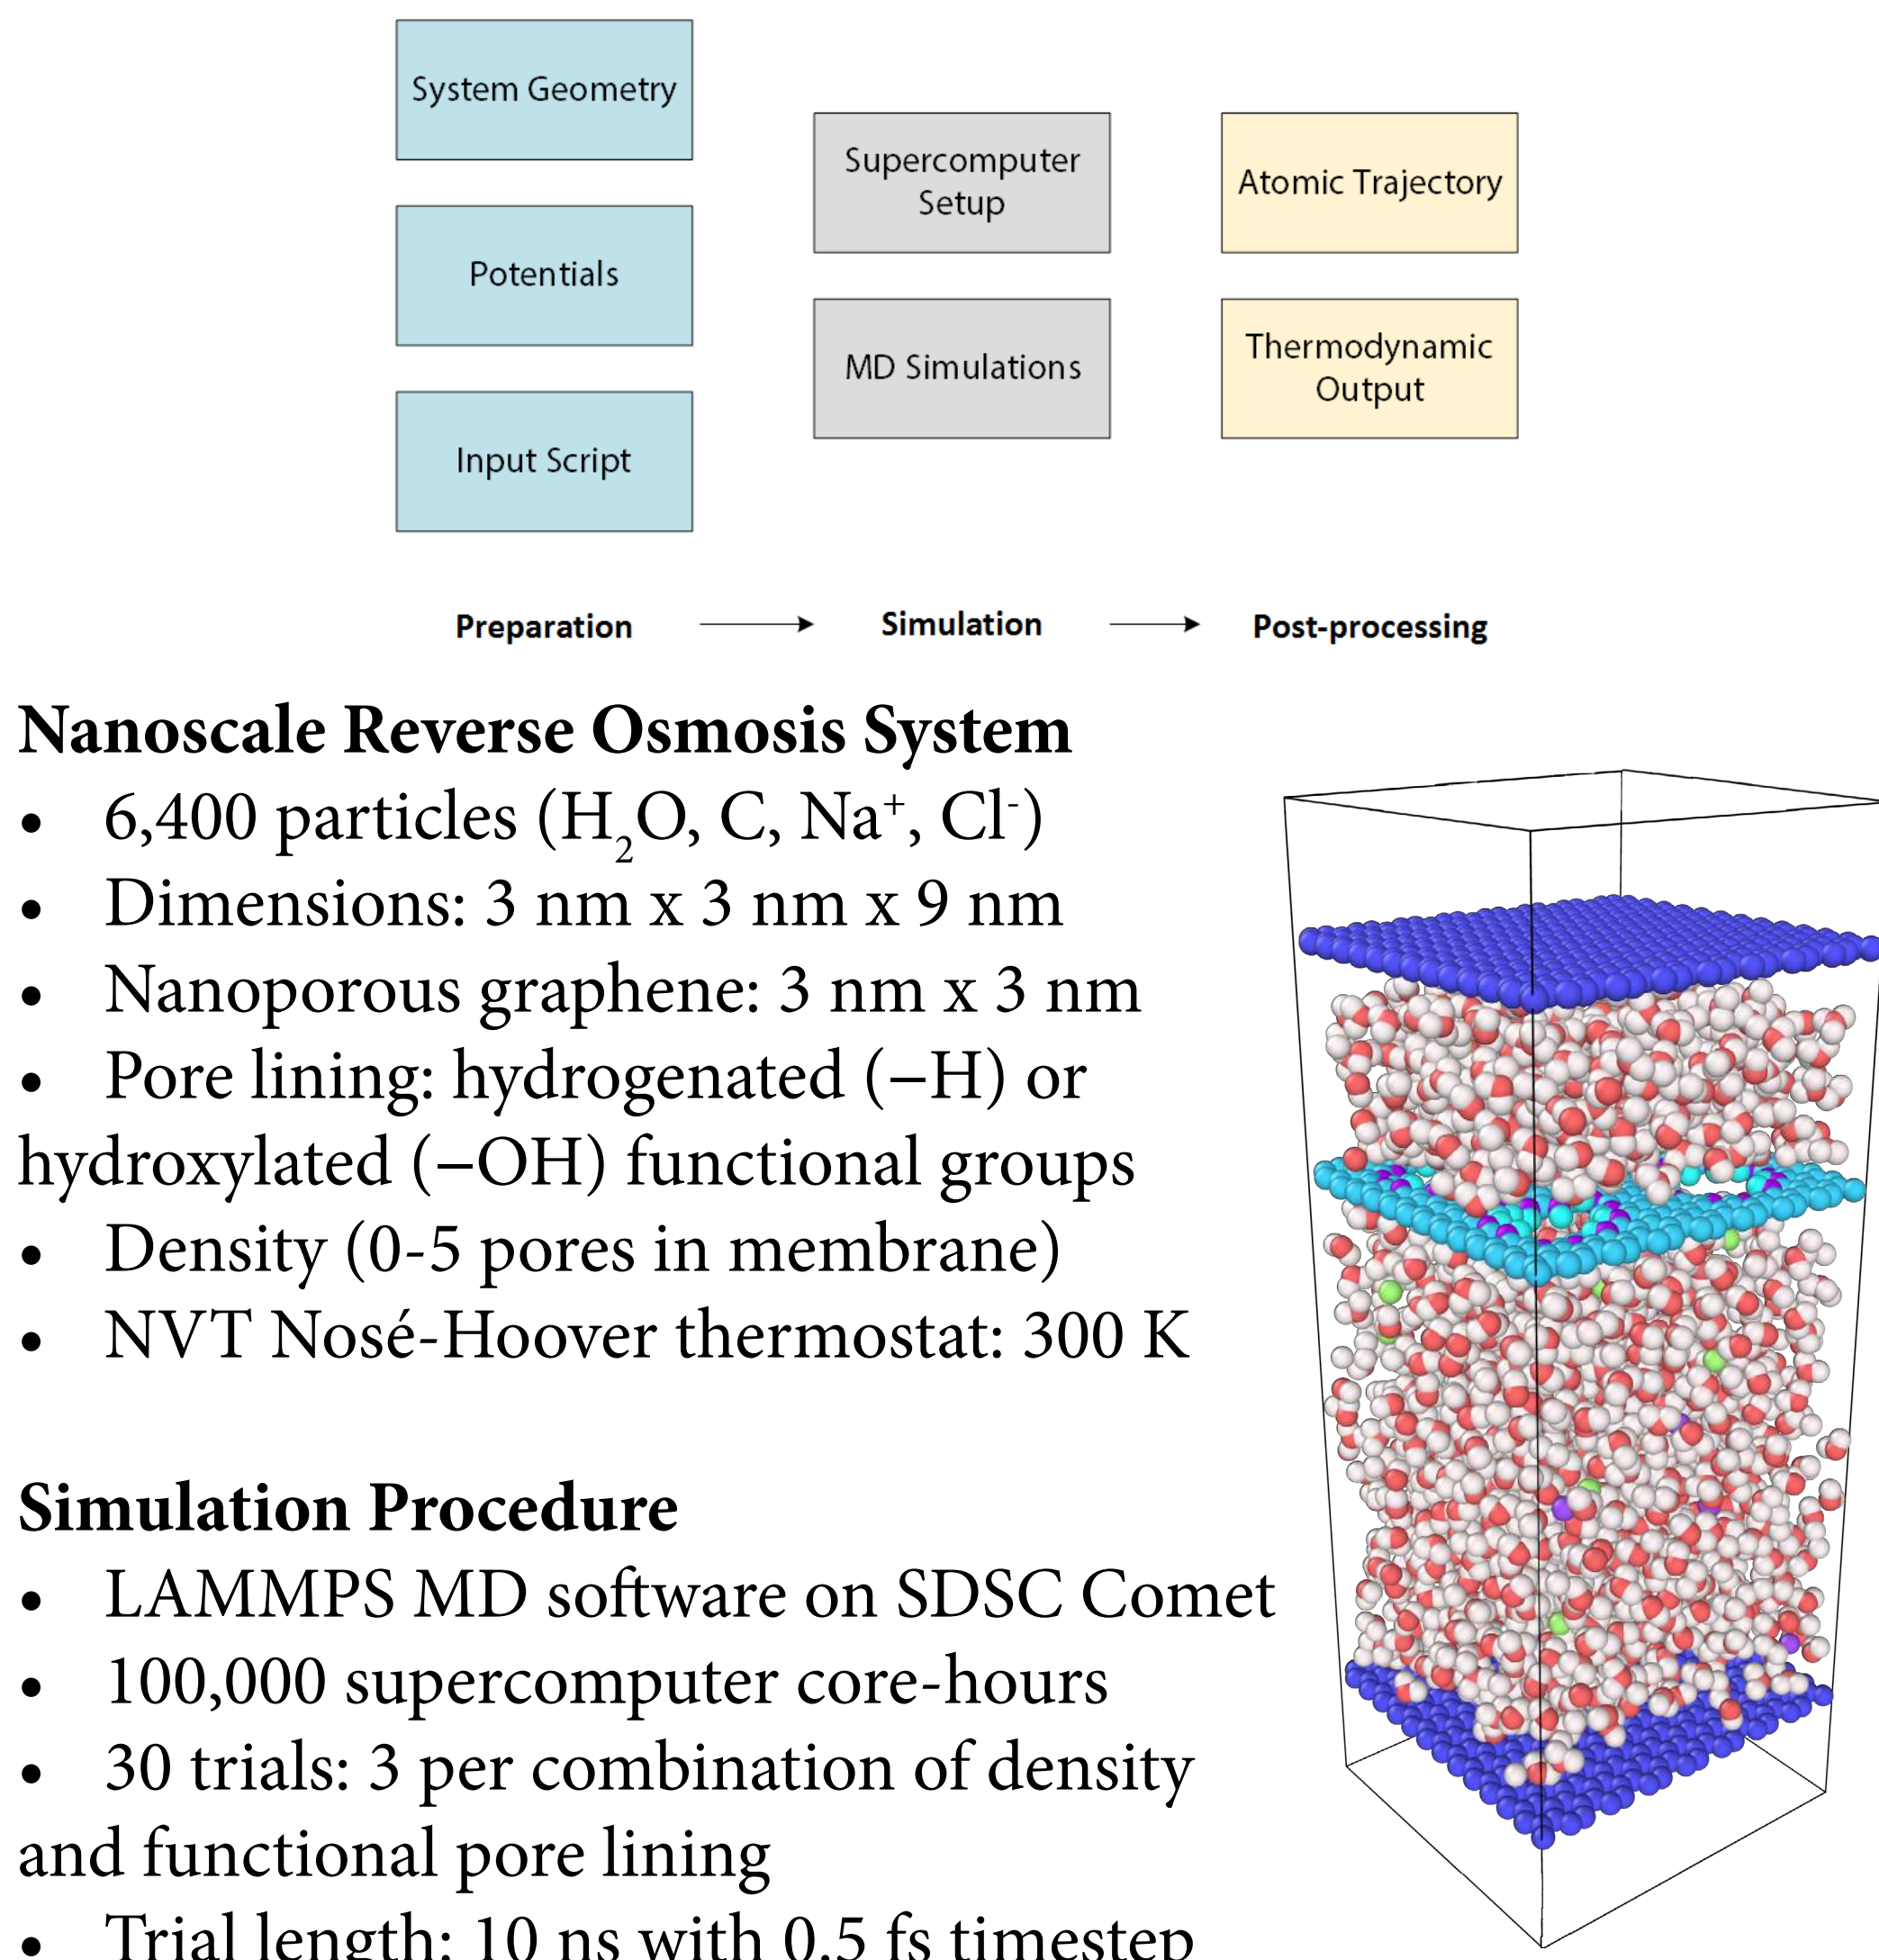 System Geometry
Potentials
Input Script
Supercomputer
Setup
MD Simulations
Atomic Trajectory
Thermodynamic
Output
Preparation
Simulation
Post-processing
Nanoscale Reverse Osmosis System
• 6,400 particles (H₂O, C, Na⁺, Cl⁻)
• Dimensions: 3 nm x 3 nm x 9 nm
• Nanoporous graphene: 3 nm x 3 nm
• Pore lining: hydrogenated (–H) or
hydroxylated (–OH) functional groups
• Density (0-5 pores in membrane)
• NVT Nosé-Hoover thermostat: 300 K
Simulation Procedure
• LAMMPS MD software on SDSC Comet
• 100,000 supercomputer core-hours
• 30 trials: 3 per combination of density
and functional pore lining
• Trial length: 10 ns with 0.5 fs timestep